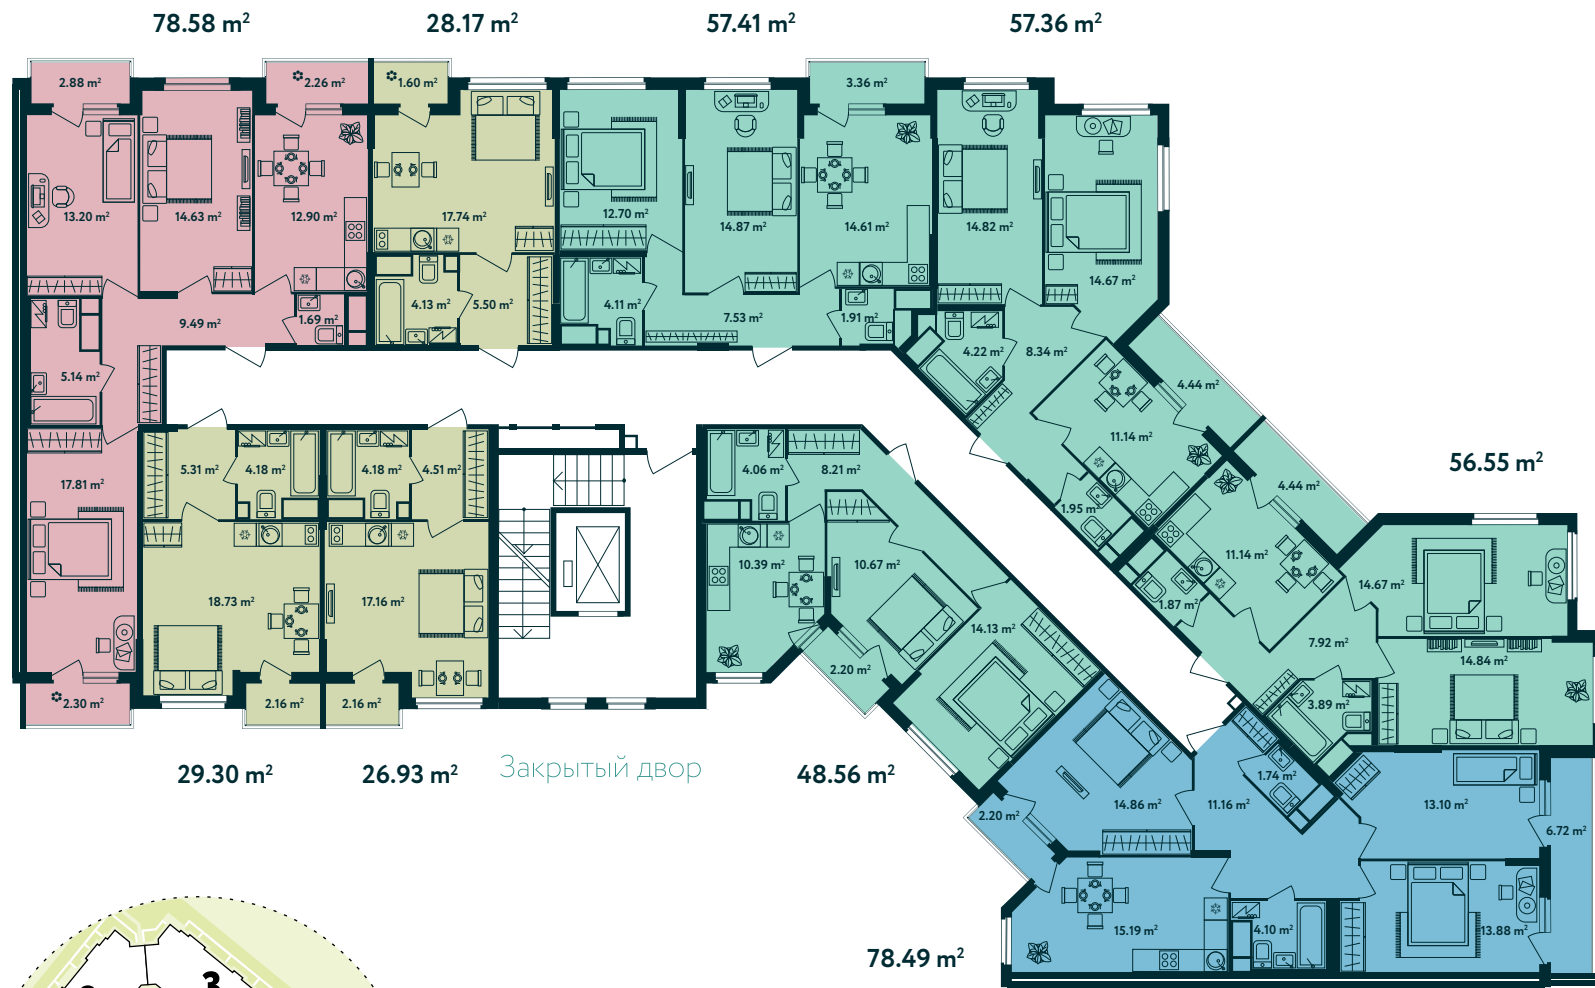 78.58 m²
28.17 m²
57.41 m²
57.36 m²
2.88 m²
2.26 m²
1.60 m²
3.36 m²
13.20 m²
14.63 m²
12.90 m²
17.74 m²
12.70 m²
14.87 m²
14.61 m²
14.82 m²
14.67 m²
9.49 m²
1.69 m²
4.13 m²
5.50 m²
4.11 m²
7.53 m²
1.91 m²
4.22 m²
8.34 m²
5.14 m²
4.44 m²
11.14 m²
17.81 m²
5.31 m²
4.18 m²
4.18 m²
4.51 m²
4.06 m²
8.21 m²
56.55 m²
4.44 m²
1.95 m²
10.39 m²
10.67 m²
11.14 m²
14.67 m²
18.73 m²
17.16 m²
1.87 m²
14.13 m²
7.92 m²
14.84 m²
2.20 m²
2.30 m²
2.16 m²
2.16 m²
3.89 m²
29.30 m²
26.93 m²
Закрытый двор
48.56 m²
1.74 m²
14.86 m²
11.16 m²
13.10 m²
2.20 m²
6.72 m²
15.19 m²
4.10 m²
13.88 m²
78.49 m²
3